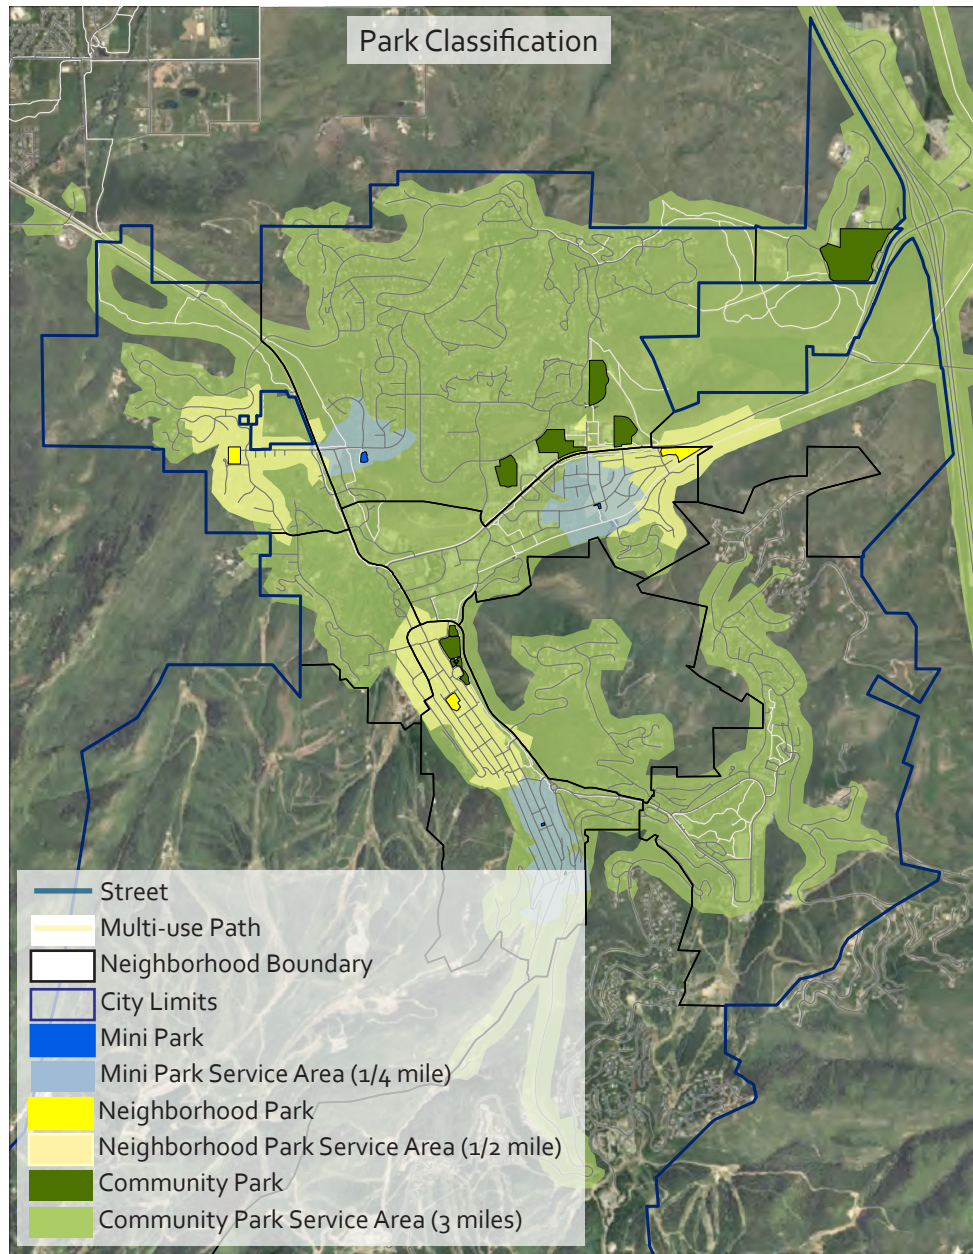 Park Classification
Street
Multi-use Path
Neighborhood Boundary
City Limits
Mini Park
Mini Park Service Area (1/4 mile)
Neighborhood Park
Neighborhood Park Service Area (1/2 mile)
Community Park
Community Park Service Area (3 miles)